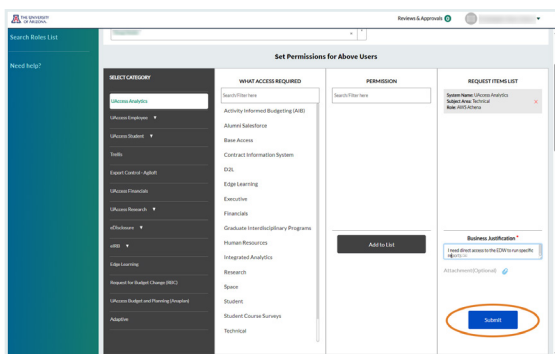 THE UNIVERSITY
OF ARIZONA
Reviews & Approvals 0
Search Roles List
Need help?
Set Permissions for Above Users
SELECT CATEGORY
UAccess Analytics
UAccess Employee
UAccess Student
Trellis
Export Control - Agiloft
UAccess Financials
UAccess Research
eDisclosure
eIRB
Edge Learning
Request for Budget Change (RBC)
UAccess Budget and Planning (Anaplan)
Adaptive
WHAT ACCESS REQUIRED
Search/Filter here
Activity Informed Budgeting (AIB)
Alumni Salesforce
Base Access
Contract Information System
D2L
Edge Learning
Executive
Financials
Graduate Interdisciplinary Programs
Human Resources
Integrated Analytics
Research
Space
Student
Student Course Surveys
Technical
PERMISSION
Search/Filter here
Add to List
REQUEST ITEMS LIST
System Name: UAccess Analytics
Subject Area: Technical
Role: AWS Athena
x
Business Justification *
I need direct access to the EDW to run specific
Attachment(Optional)
Submit